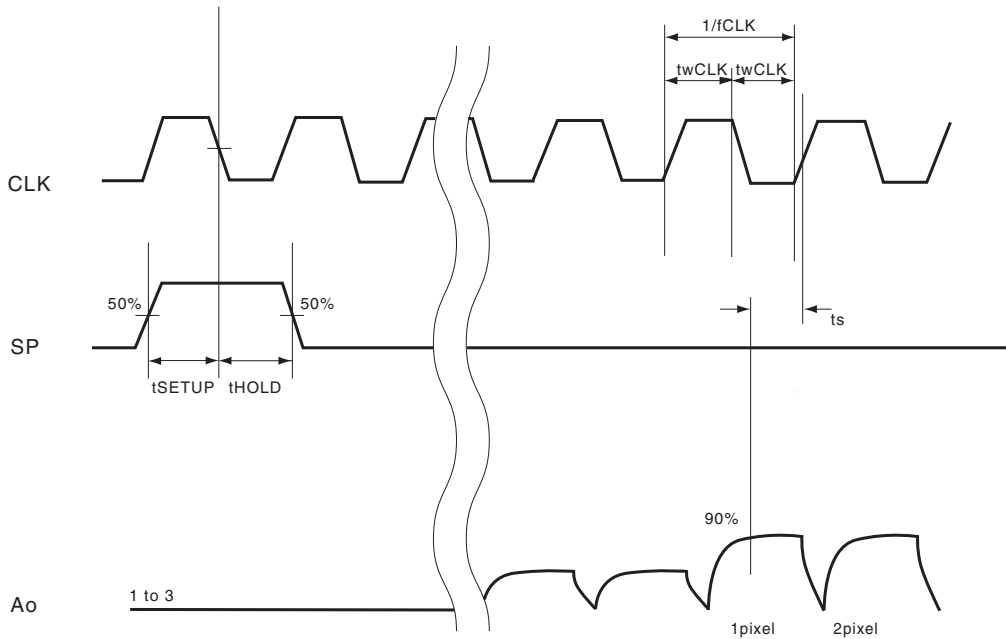 1/fCLK
twCLK twCLK
CLK
50% 50%
ts
SP
tSETUP tHOLD
90%
1 to 3
Ao
1pixel 2pixel